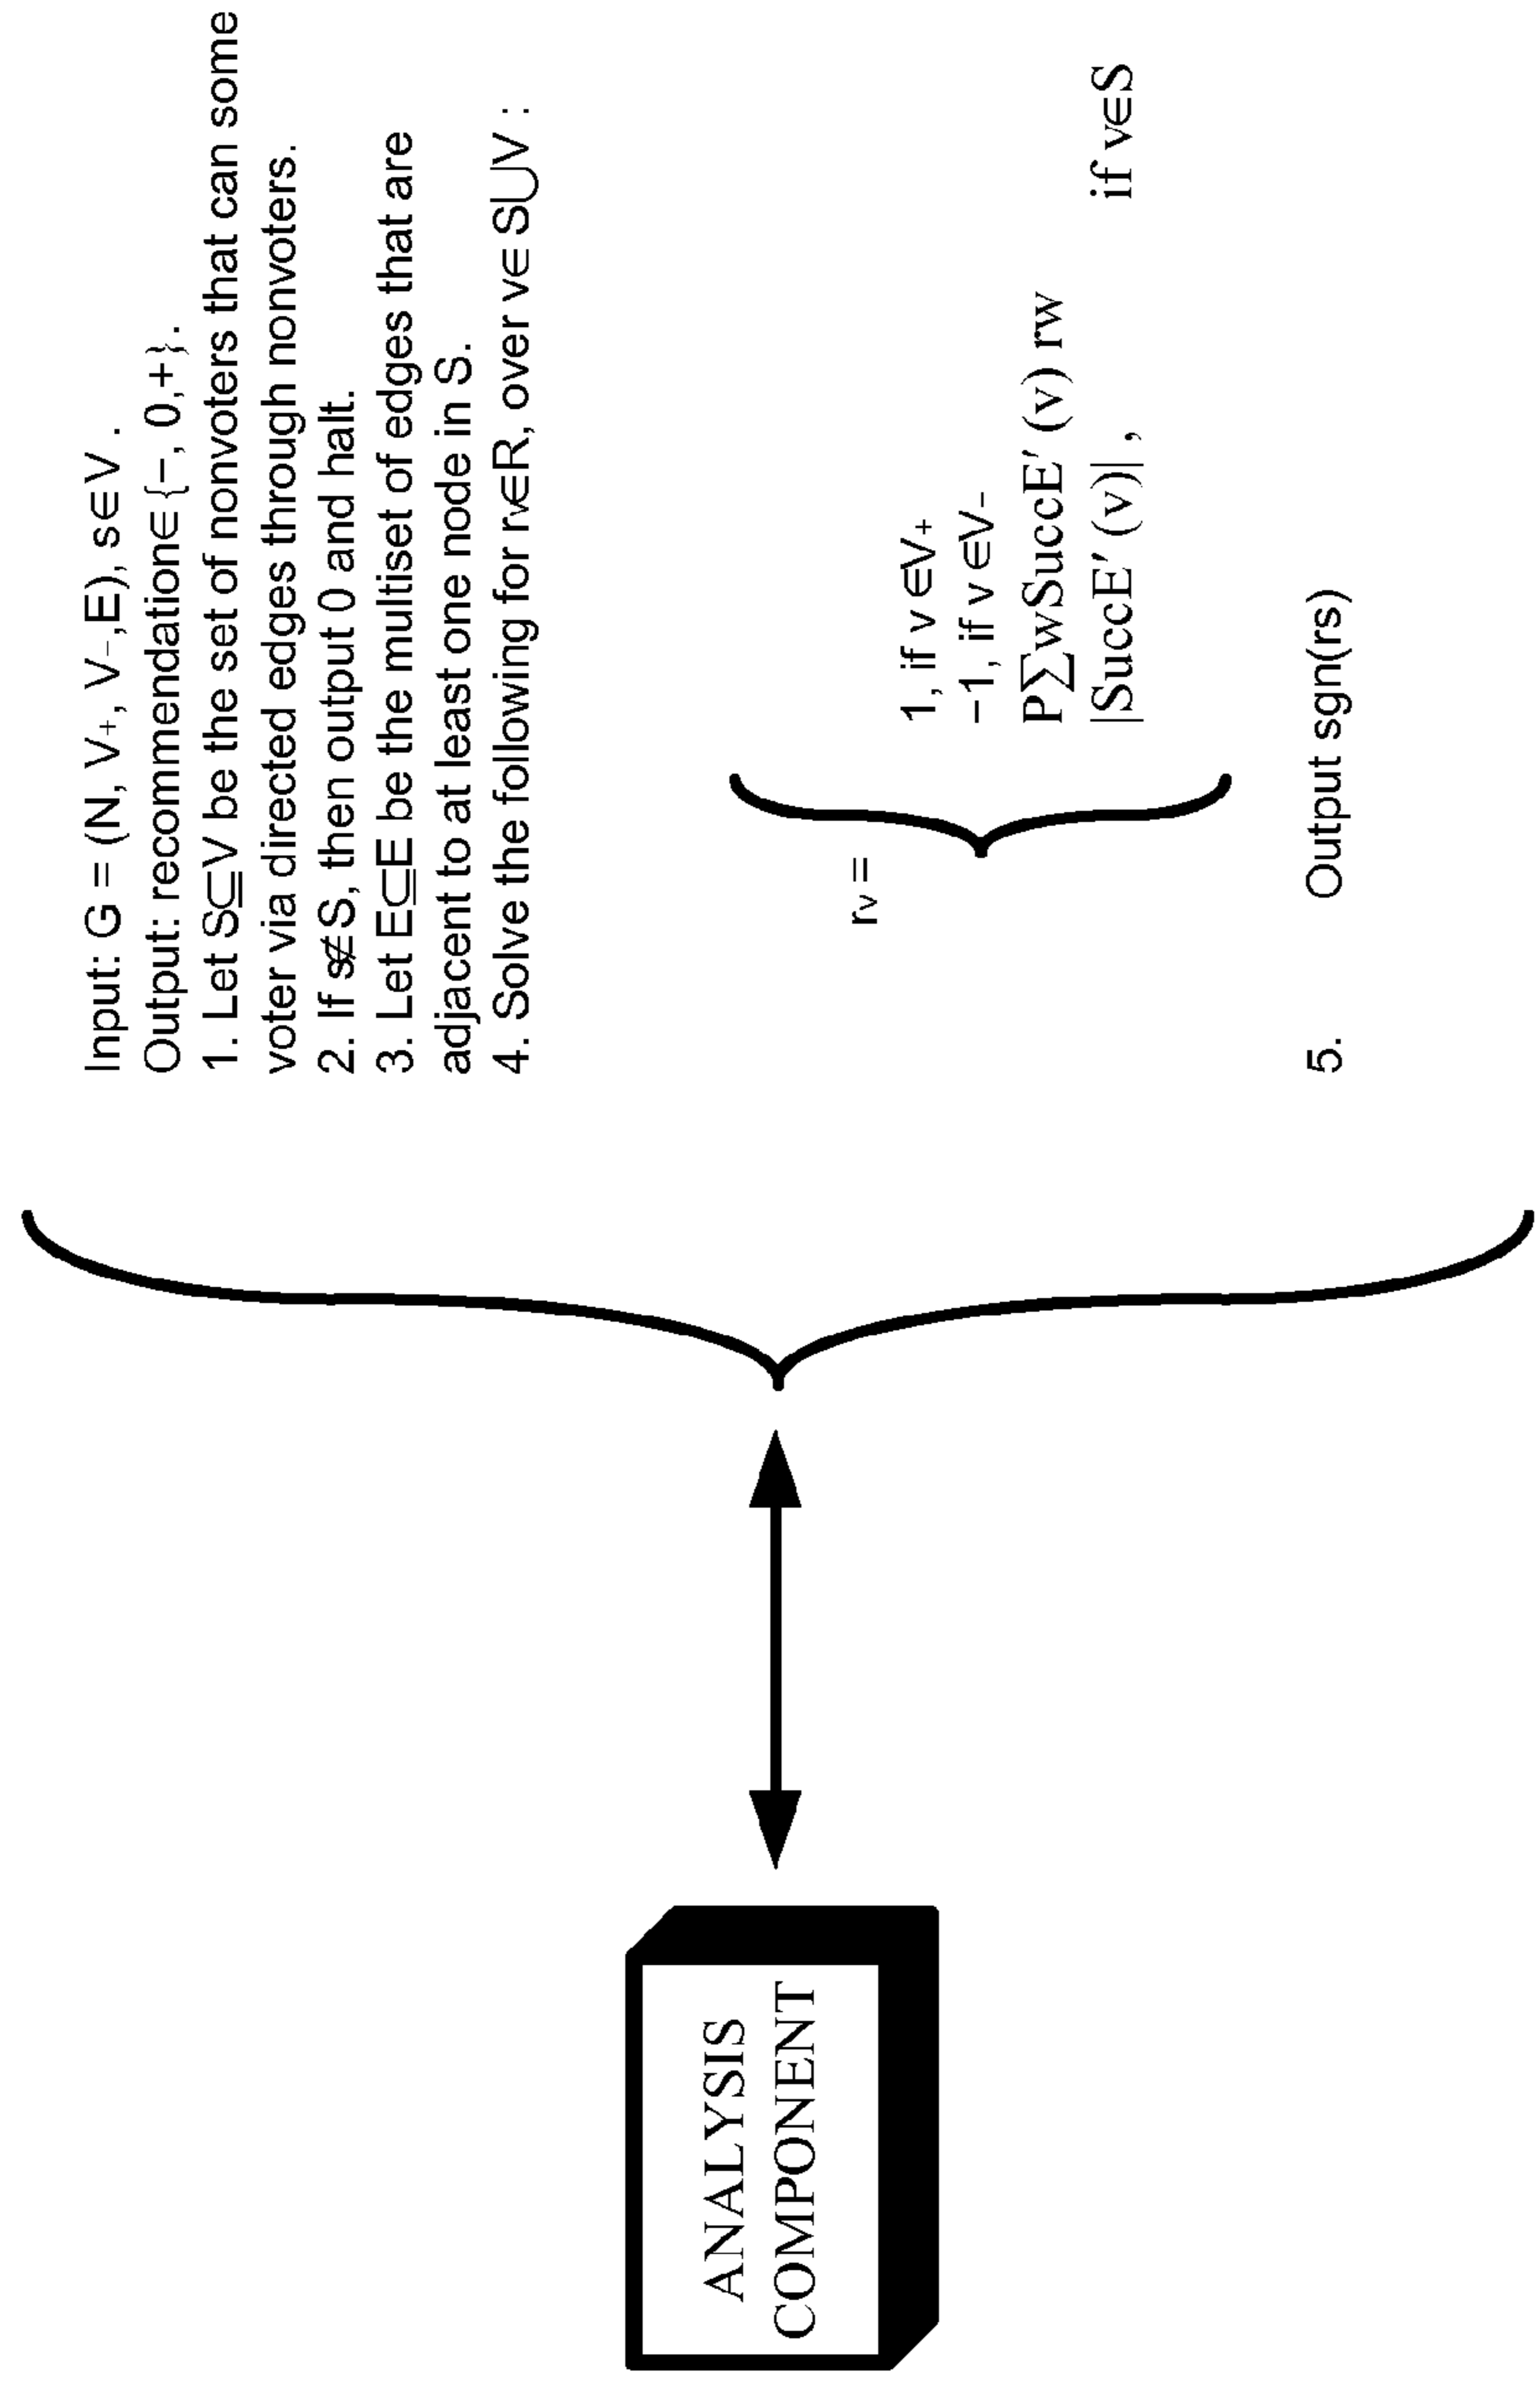 Input: G = (N, V₊, V₋,E), s∈V .
Output: recommendation∈{−, 0,+}.
1. Let S⊆V be the set of nonvoters that can some
voter via directed edges through nonvoters.
2. If s∉S, then output 0 and halt.
3. Let E⊆E be the multiset of edges that are
adjacent to at least one node in S.
4. Solve the following for rv∈R, over v∈S⋃V :
rv =
1, if v ∈V₊
−1, if v ∈V₋
P∑wSuccE′ (v) rw
|SuccE′ (v)| , if v∈S
5. Output sgn(rs)
ANALYSIS
COMPONENT